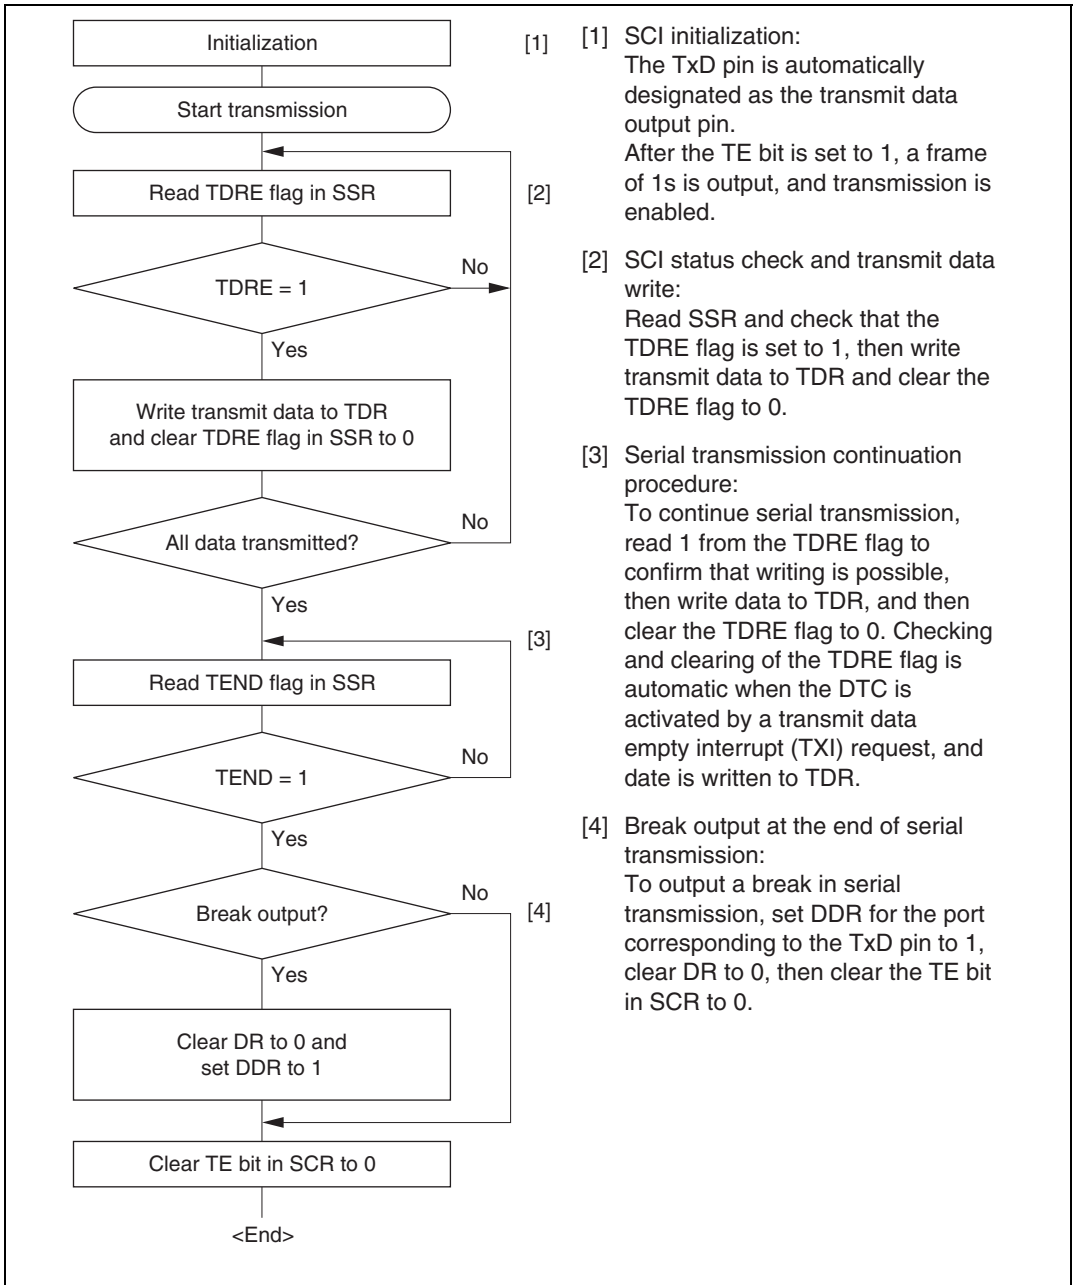 Initialization
[1]
Start transmission
Read TDRE flag in SSR
[2]
TDRE = 1
No
Yes
Write transmit data to TDR
and clear TDRE flag in SSR to 0
All data transmitted?
No
Yes
[3]
Read TEND flag in SSR
TEND = 1
No
Yes
Break output?
No
[4]
Yes
Clear DR to 0 and
set DDR to 1
Clear TE bit in SCR to 0
<End>
[1] SCI initialization:
The TxD pin is automatically
designated as the transmit data
output pin.
After the TE bit is set to 1, a frame
of 1s is output, and transmission is
enabled.
[2] SCI status check and transmit data
write:
Read SSR and check that the
TDRE flag is set to 1, then write
transmit data to TDR and clear the
TDRE flag to 0.
[3] Serial transmission continuation
procedure:
To continue serial transmission,
read 1 from the TDRE flag to
confirm that writing is possible,
then write data to TDR, and then
clear the TDRE flag to 0. Checking
and clearing of the TDRE flag is
automatic when the DTC is
activated by a transmit data
empty interrupt (TXI) request, and
date is written to TDR.
[4] Break output at the end of serial
transmission:
To output a break in serial
transmission, set DDR for the port
corresponding to the TxD pin to 1,
clear DR to 0, then clear the TE bit
in SCR to 0.